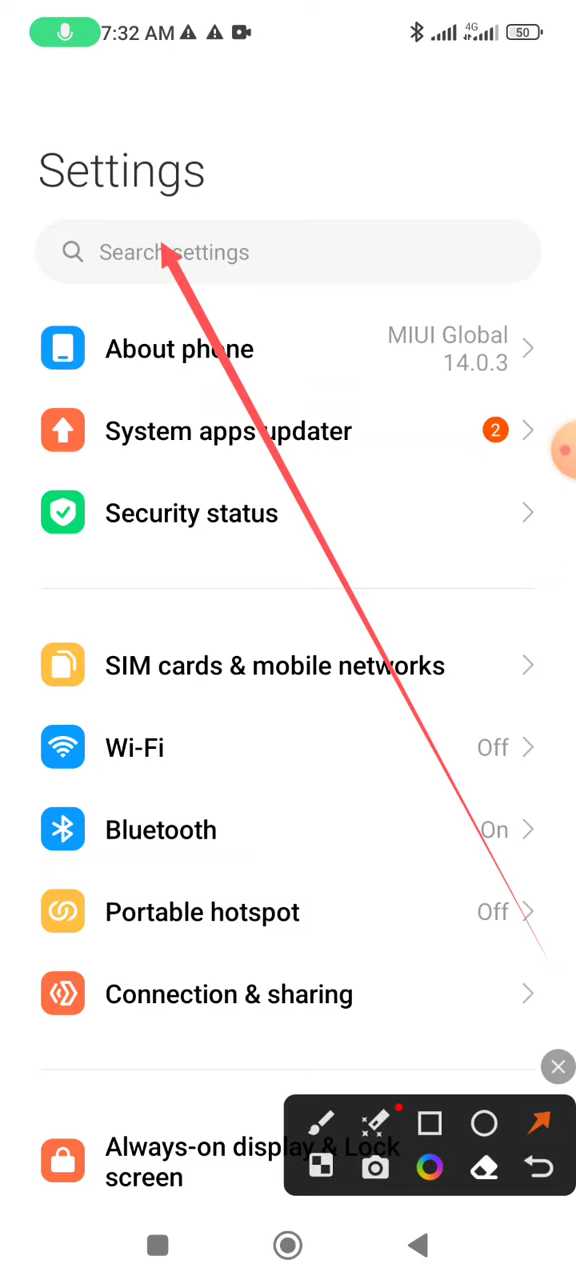 7:32 AM
4G
50
Settings
Search settings
About phone
MIUI Global
14.0.3
System apps updater
2
Security status
SIM cards & mobile networks
Wi-Fi
Off
Bluetooth
On
Portable hotspot
Off
Connection & sharing
Always-on display & Lock
screen